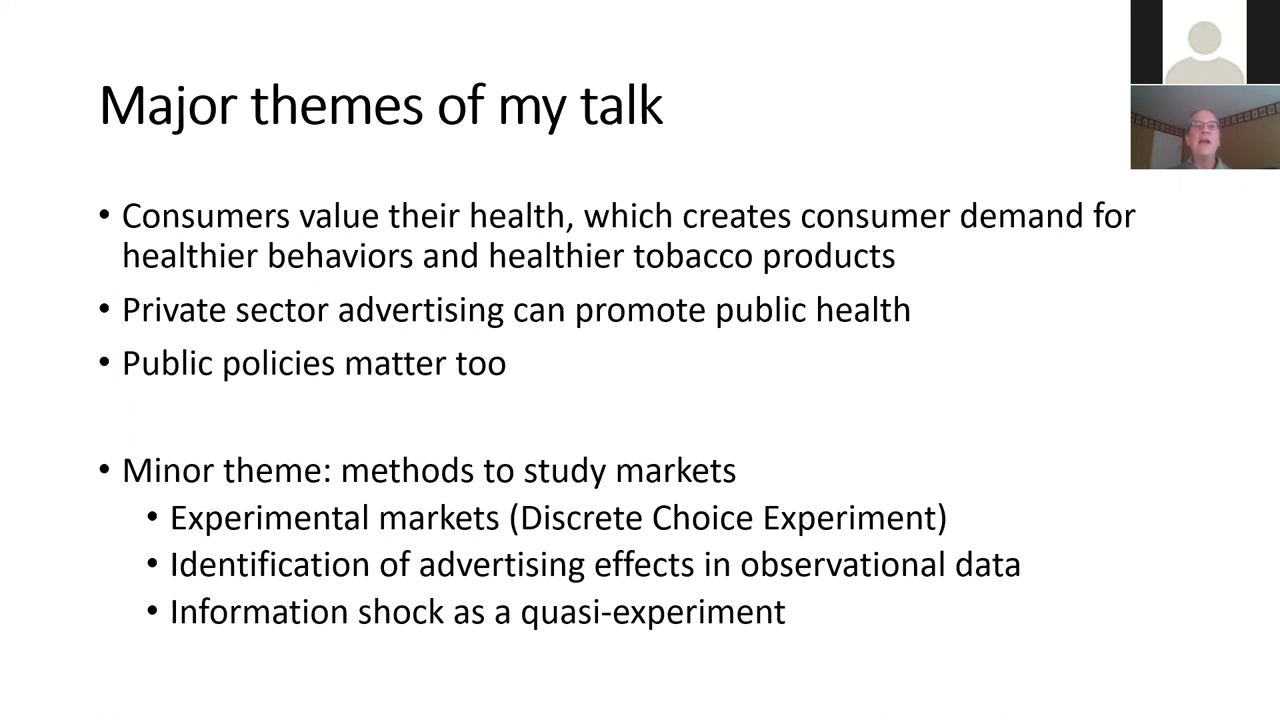 Major themes of my talk
• Consumers value their health, which creates consumer demand for
healthier behaviors and healthier tobacco products
• Private sector advertising can promote public health
• Public policies matter too
• Minor theme: methods to study markets
• Experimental markets (Discrete Choice Experiment)
• Identification of advertising effects in observational data
• Information shock as a quasi-experiment